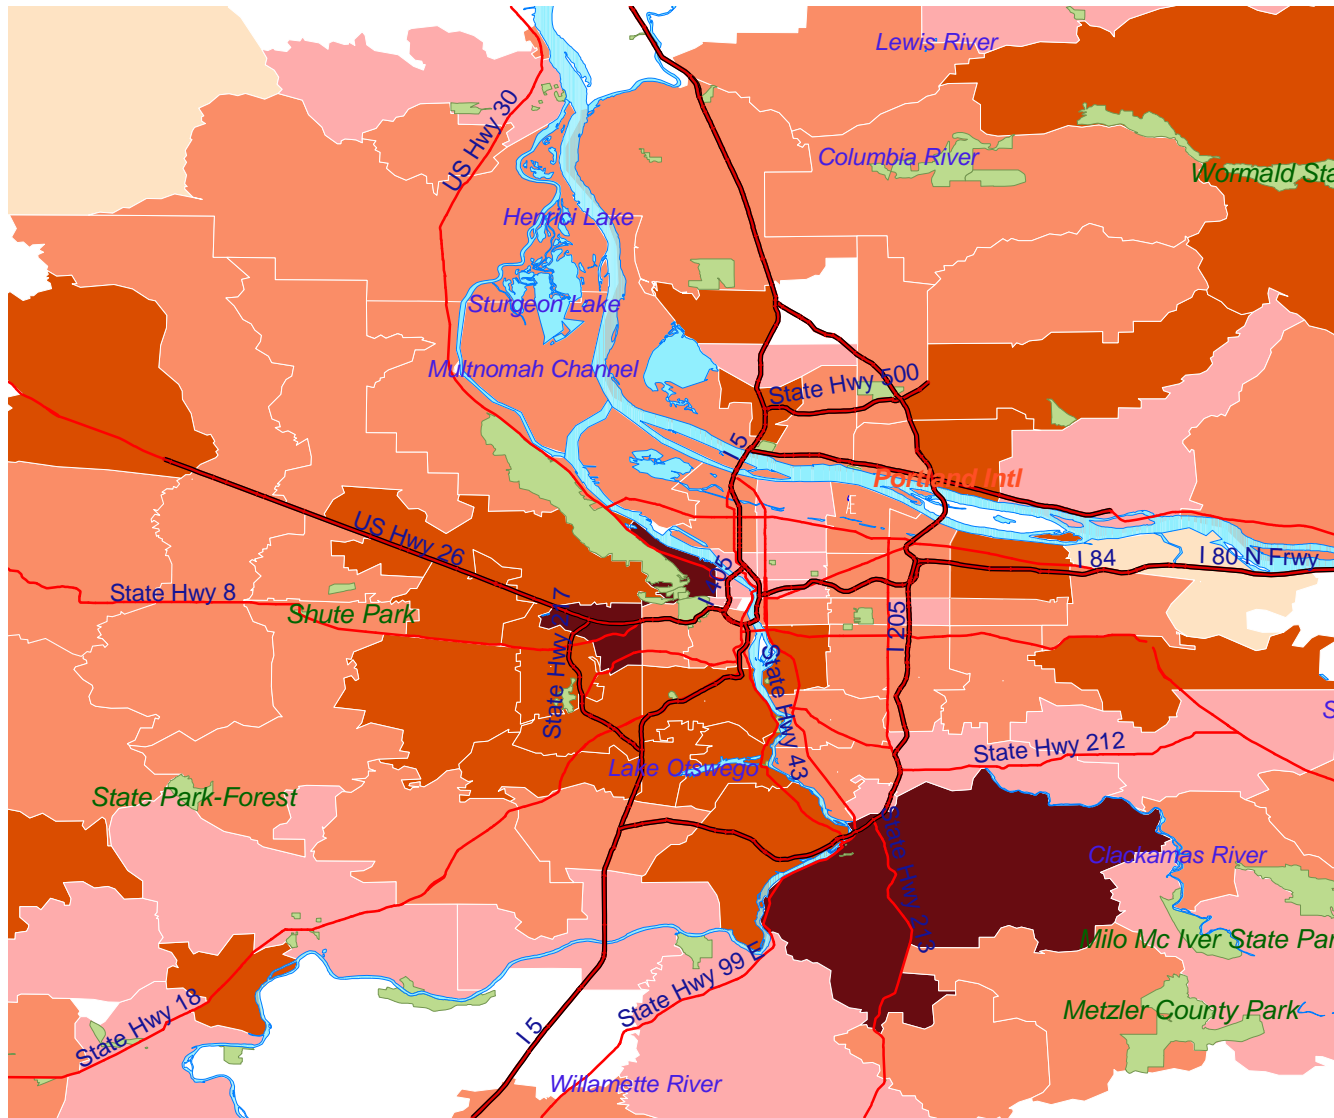 Lewis River
US Hwy 30
Columbia River
Wormald Sta
Henrici Lake
Sturgeon Lake
Multnomah Channel
State Hwy 500
I 5
Portland Intl
Æ
US Hwy 26
I 84
I 80 N Frwy
I 405
State Hwy 8
Shute Park
State Hwy 217
I 205
State Hwy 43
S
State Hwy 212
Lake Otswego
State Park-Forest
State Hwy 213
Clackamas River
Milo Mc Iver State Par
State Hwy 99 E
State Hwy 18
I 5
Metzler County Park
Willamette River